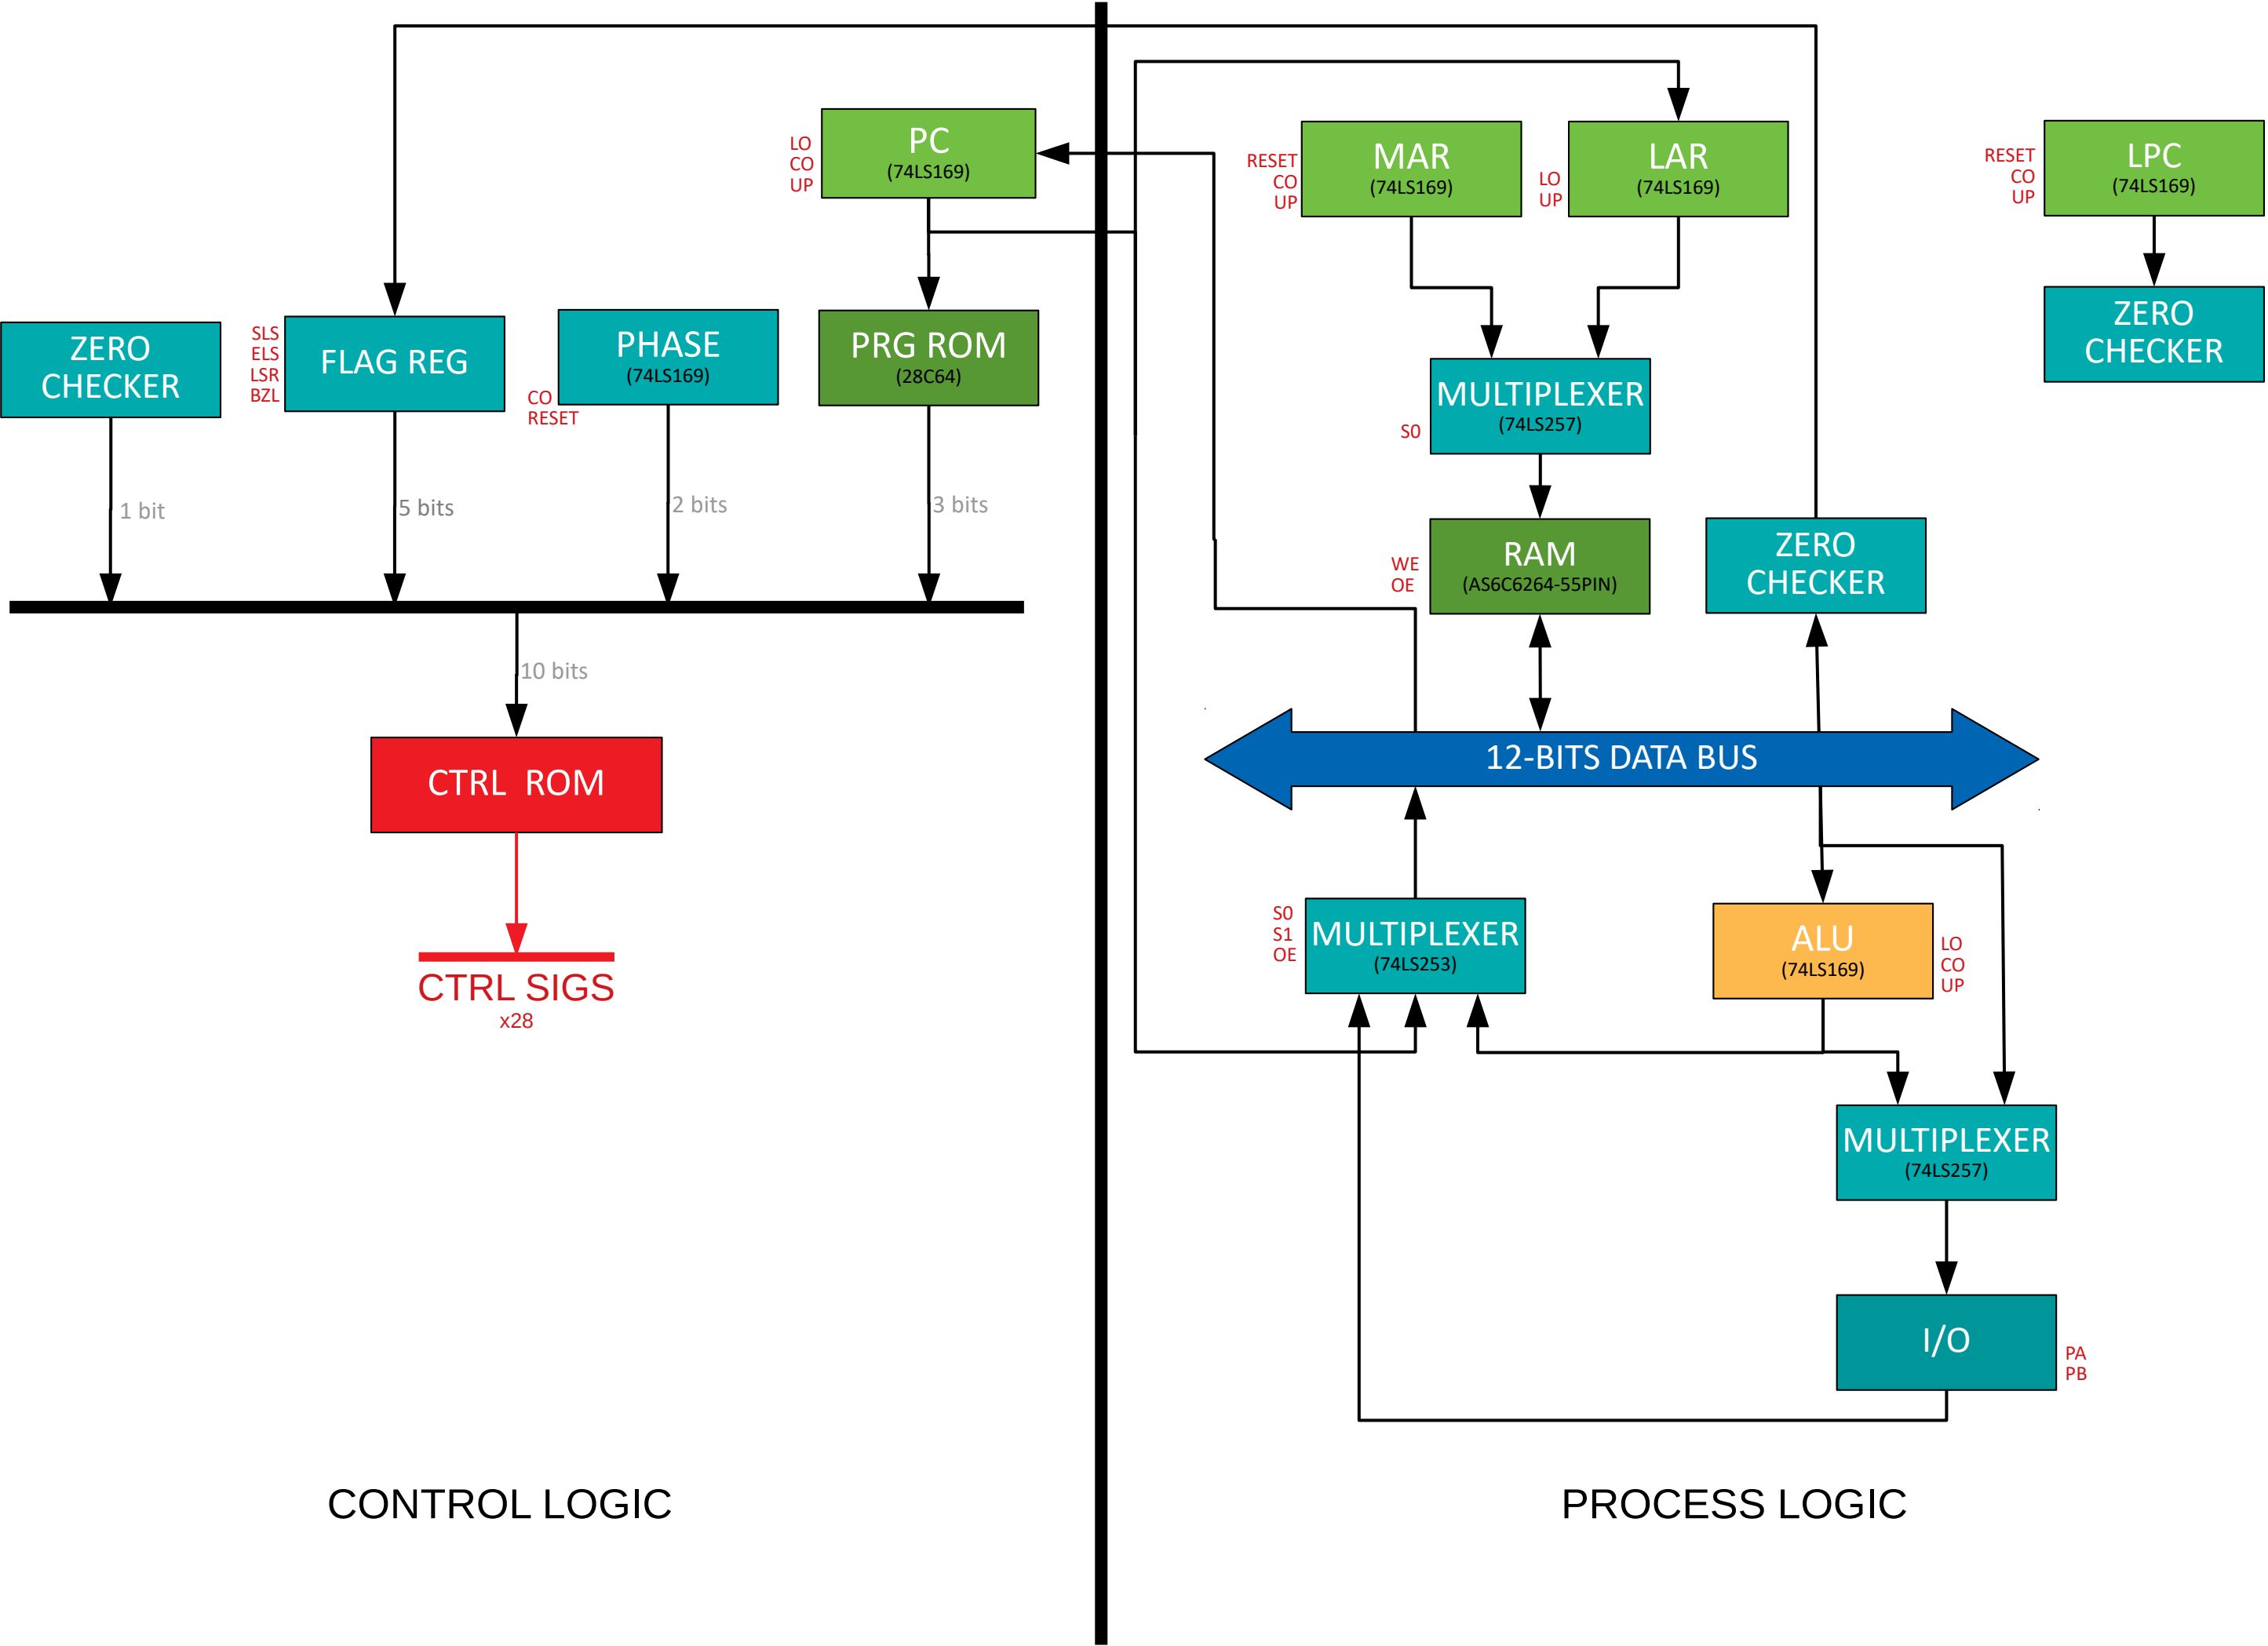 PC
(74LS169)
LO
CO
UP
MAR
(74LS169)
RESET
CO
UP
LAR
(74LS169)
LO
UP
LPC
(74LS169)
RESET
CO
UP
ZERO
CHECKER
ZERO
CHECKER
SLS
ELS
LSR
BZL
FLAG REG
PHASE
(74LS169)
CO
RESET
PRG ROM
(28C64)
MULTIPLEXER
(74LS257)
S0
1 bit
5 bits
2 bits
3 bits
RAM
(AS6C6264-55PIN)
WE
OE
ZERO
CHECKER
10 bits
CTRL ROM
12-BITS DATA BUS
CTRL SIGS
x28
S0
S1
OE
MULTIPLEXER
(74LS253)
ALU
(74LS169)
LO
CO
UP
MULTIPLEXER
(74LS257)
I/O
PA
PB
CONTROL LOGIC
PROCESS LOGIC